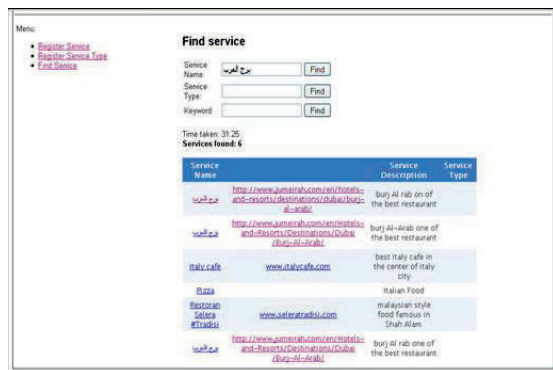 Menu:
Register Service
Register Service Type
Find Service
Find service
Service Name: برج العرب Find
Service Type: Find
Keyword Find
Time taken: 31.25
Services found: 6
Service Name Service Description Service Type
برج العرب http://www.jumeirah.com/en/hotels-and-resorts/destinations/dubai/burj-al-arab/ burj Al rab on of the best restaurant
برج العرب http://www.jumeirah.com/en/Hotels-and-Resorts/Destinations/Dubai/Burj-Al-Arab/ burj Al-Arab one of the best restaurant
italy cafe www.italycafe.com best italy cafe in the center of italy city
Pizza Italian Food
Restoran Selera #Tradisi www.seleratradisi.com malaysian style food famous in Shah Alam
برج العرب http://www.jumeirah.com/en/Hotels-and-Resorts/Destinations/Dubai/Burj-Al-Arab/ burj Al rab one of the best restaurant